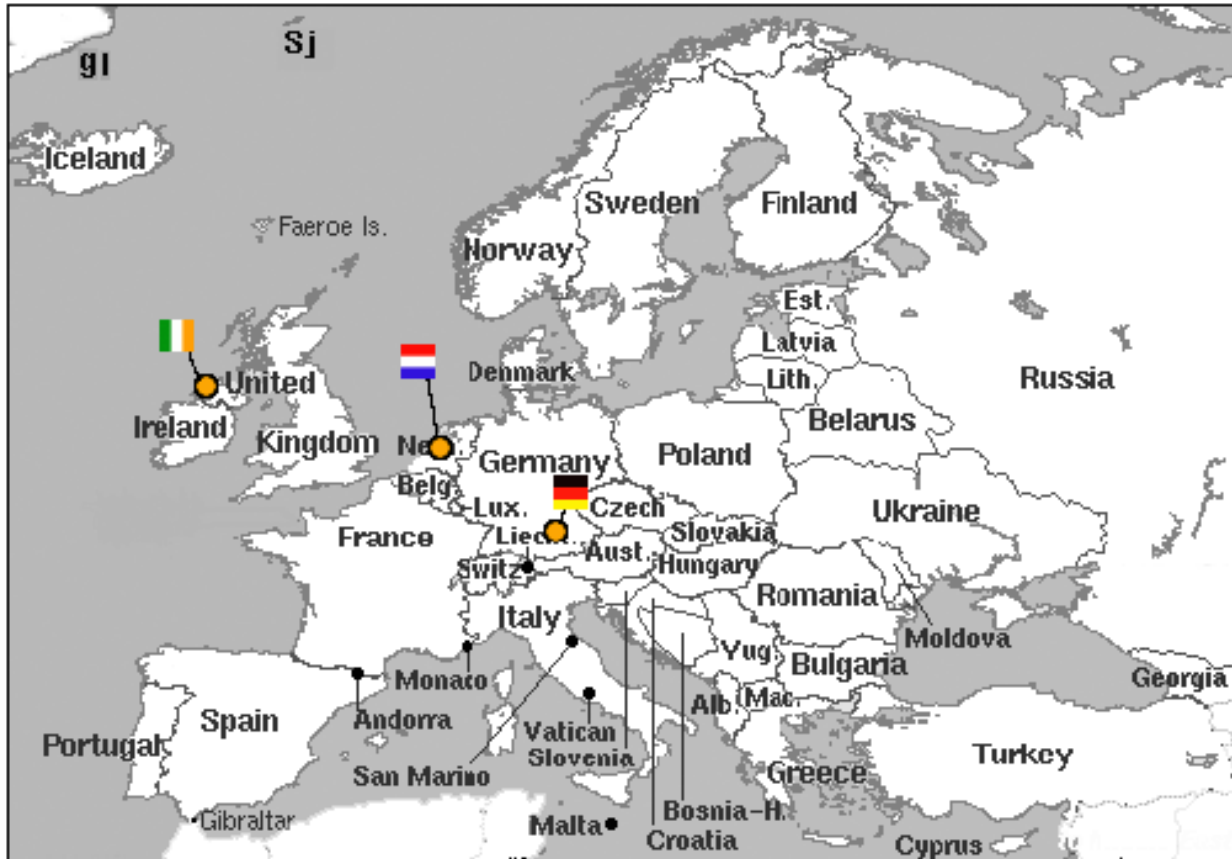 gl
Sj
Iceland
Faeroe Is.
Sweden
Finland
Norway
Est.
Latvia
Lith.
Denmark
Russia
United
Kingdom
Ireland
Belarus
Ne
Germany
Poland
Belg.
Lux.
Czech
Ukraine
France
Liecht.
Slovakia
Aust.
Hungary
Switz
Romania
Italy
Moldova
Yug.
Bulgaria
Georgia
Monaco
Andorra
Alb.
Mac.
Spain
Portugal
Vatican
Slovenia
San Marino
Turkey
Greece
Bosnia-H.
Croatia
Gibraltar
Malta
Cyprus